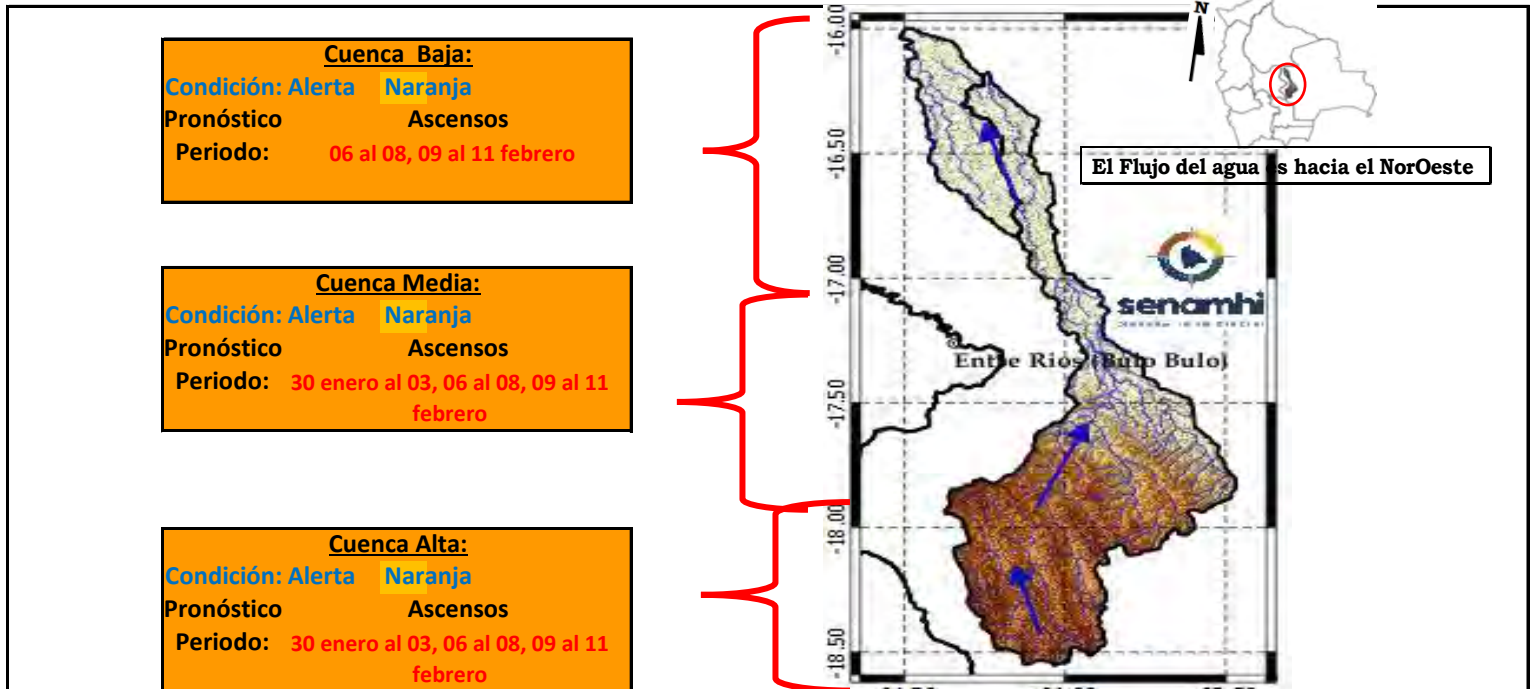 Cuenca Baja:
Condición: Alerta Naranja
Pronóstico Ascensos
Periodo: 06 al 08, 09 al 11 febrero
Cuenca Media:
Condición: Alerta Naranja
Pronóstico Ascensos
Periodo: 30 enero al 03, 06 al 08, 09 al 11
febrero
Cuenca Alta:
Condición: Alerta Naranja
Pronóstico Ascensos
Periodo: 30 enero al 03, 06 al 08, 09 al 11
febrero
N
El Flujo del agua es hacia el NorOeste
senamhi
Entre Rios (Bulo Bulo)
-16.00
-16.50
-17.00
-17.50
-18.00
-18.50